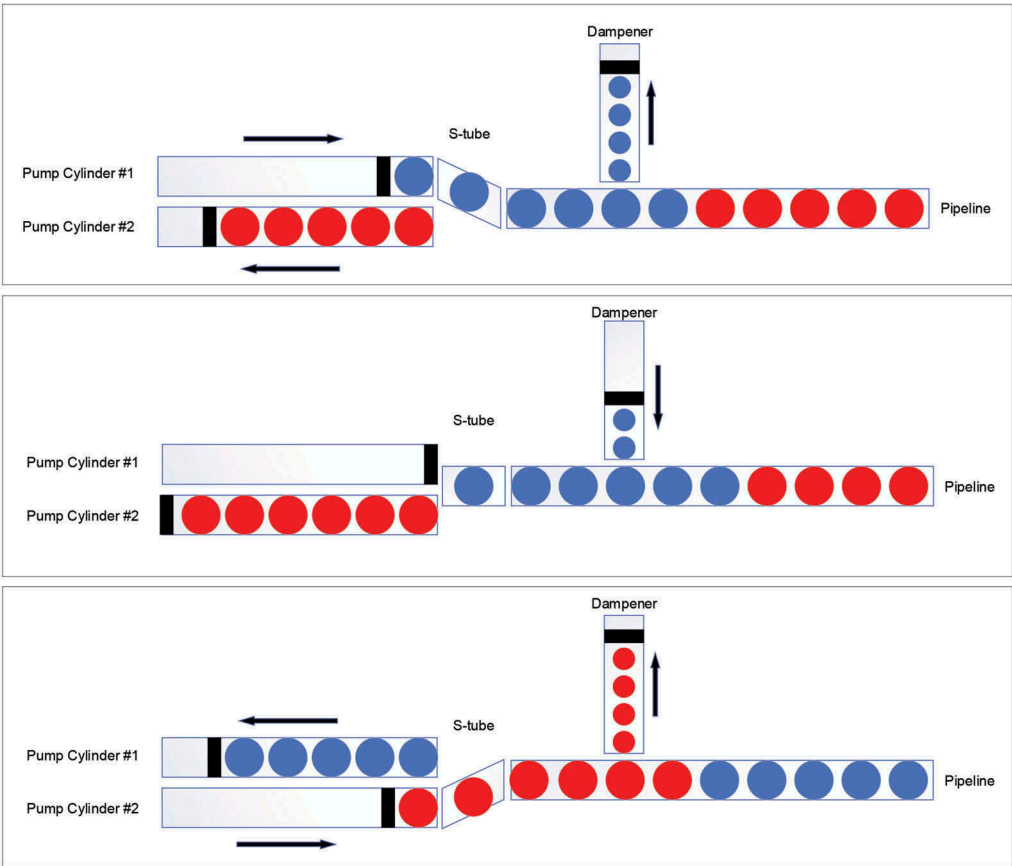 Dampener
S-tube
Pump Cylinder #1
Pump Cylinder #2
Pipeline
Dampener
S-tube
Pump Cylinder #1
Pump Cylinder #2
Pipeline
Dampener
S-tube
Pump Cylinder #1
Pump Cylinder #2
Pipeline